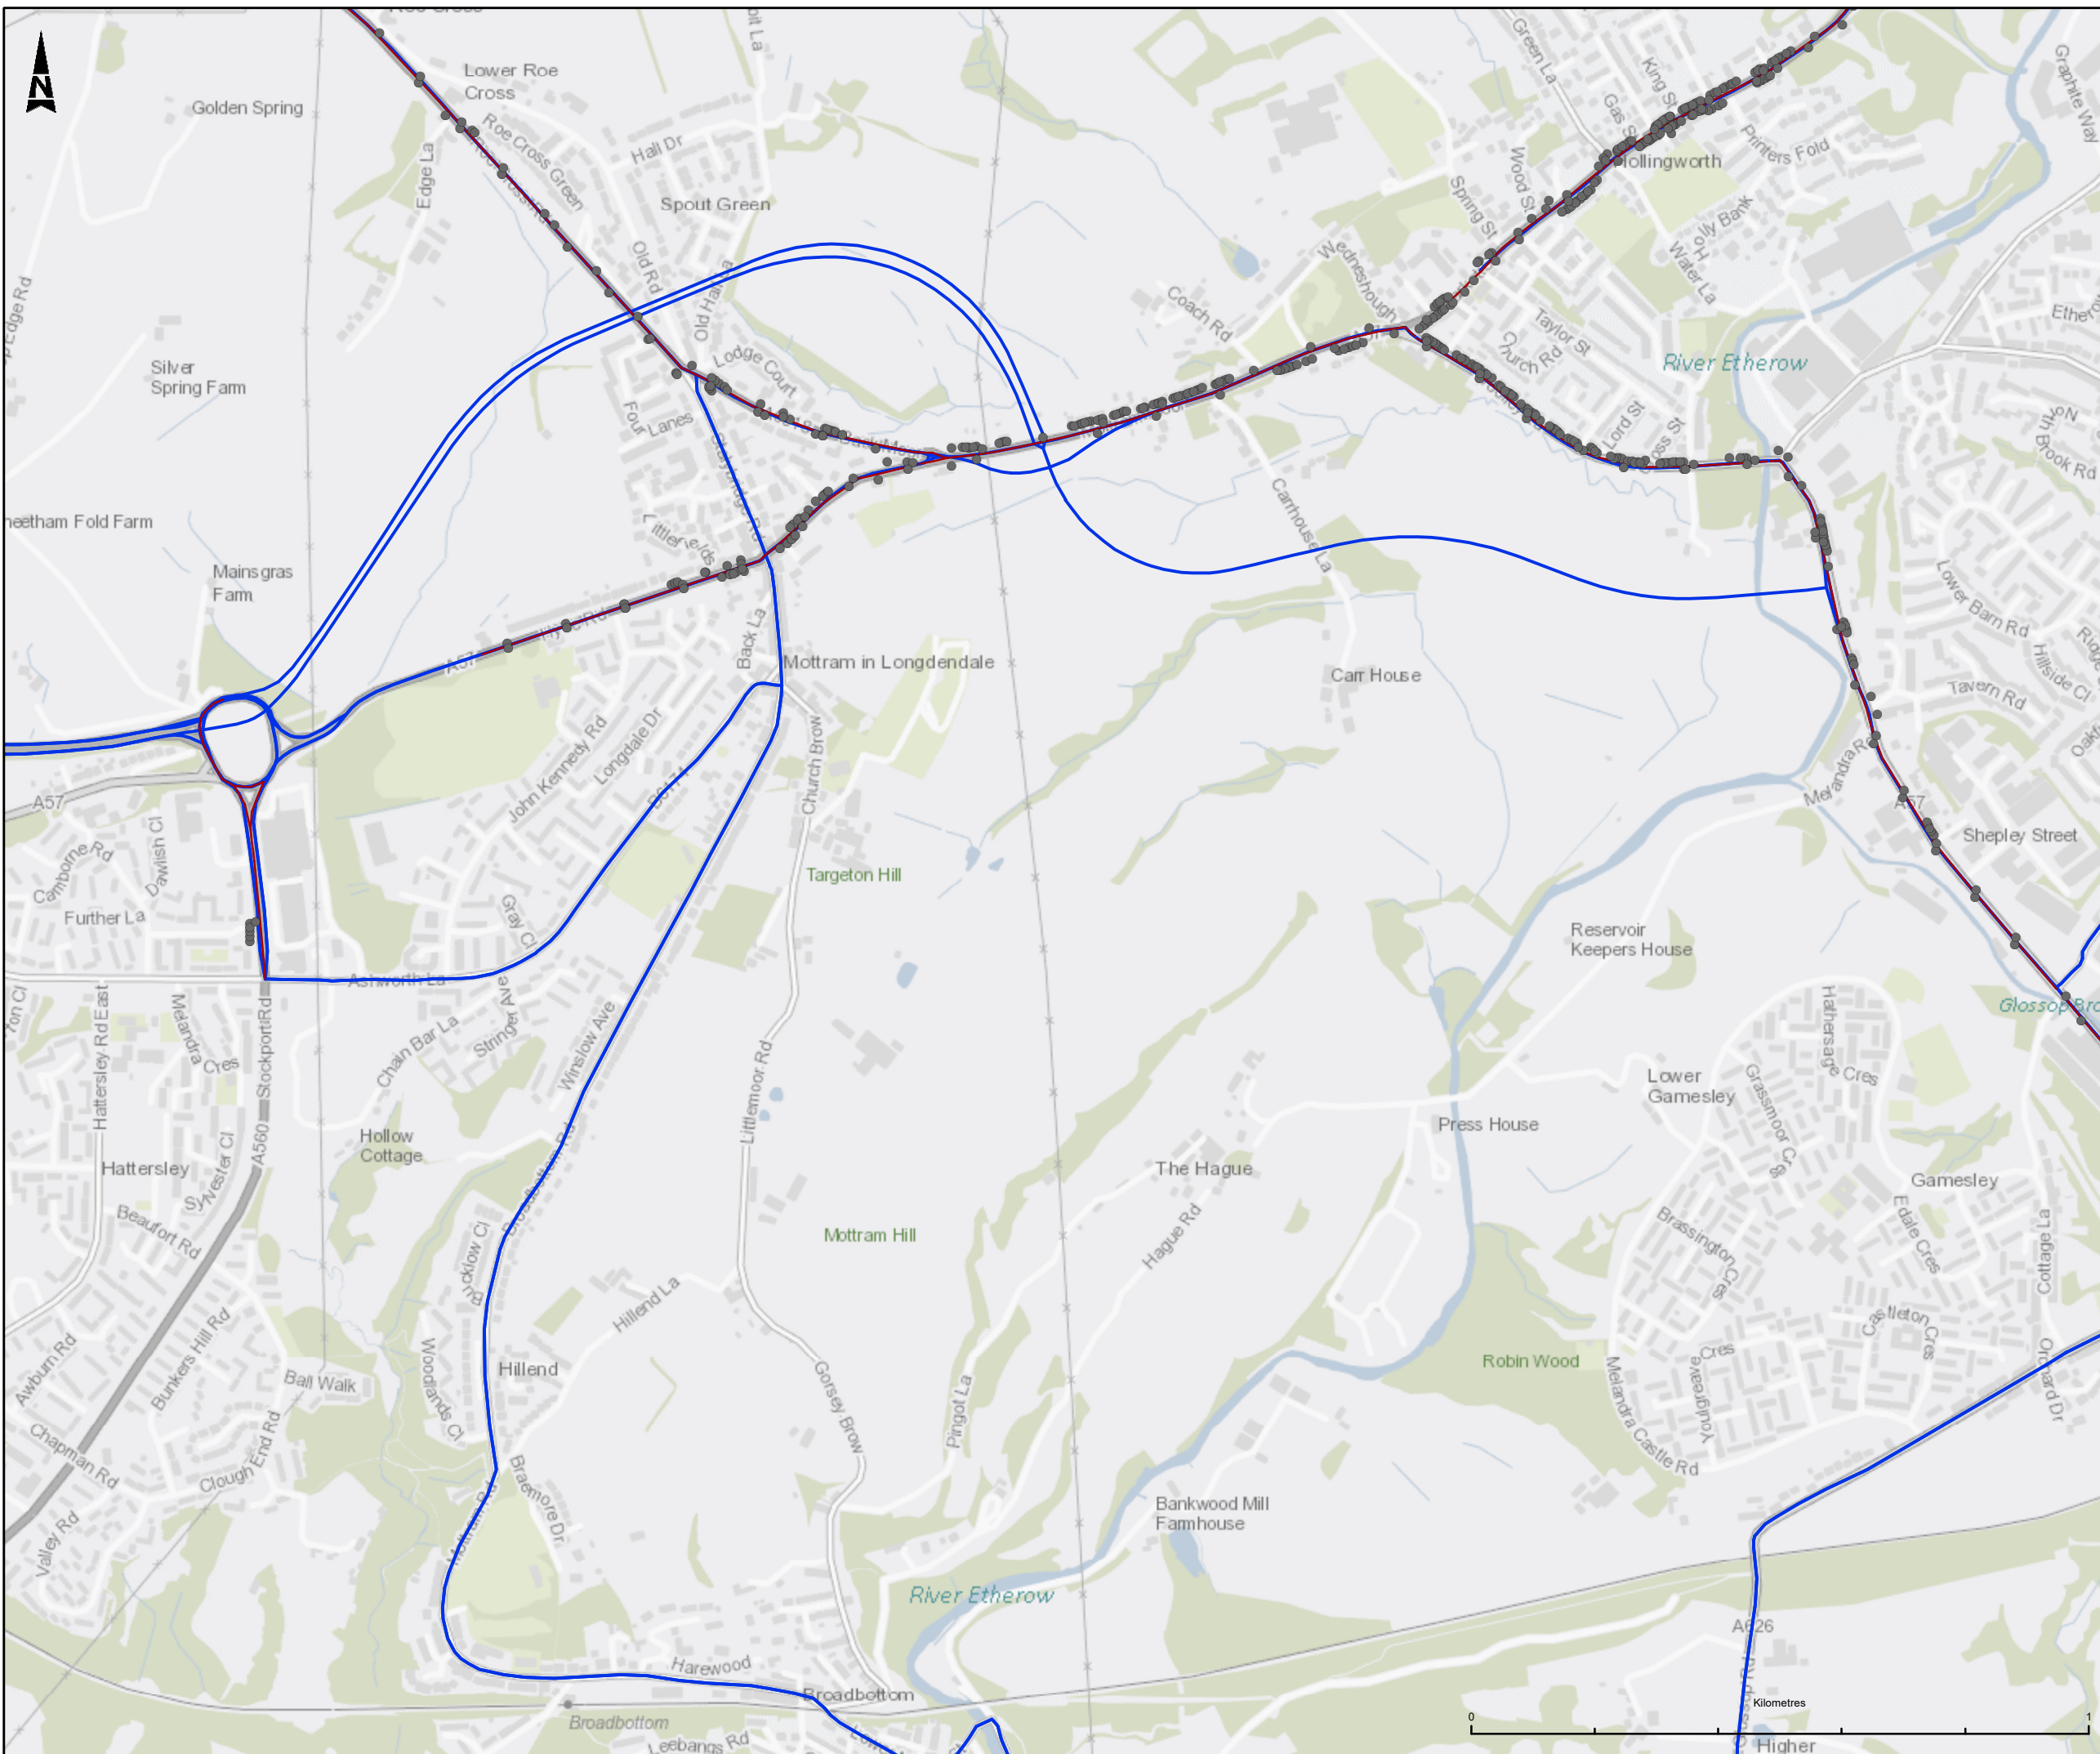 N
Lower Roe
Cross
Golden Spring
Roe Cross Green
Hall Dr
Edge La
Spout Green
Old Rd
Green La
King St
Gas St
Printers Fold
Graphite Way
Wood St
Spring St
Water La
Wedneshough
Coach Rd
Taylor St
River Etherow
Silver
Spring Farm
Lodge Court
Four Lanes
Lord St
Brook Rd
Carrhouse La
Mainsgras
Farm
Lower Barn Rd
Hillside Cl
Back La
Mottram in Longdendale
Carr House
Tavern Rd
A57
John Kennedy Rd
Longdale Dr
Church Brow
Melandra Rd
A57
Shepley Street
A57
Camborne Rd
Dawlish Cl
Further La
Targeton Hill
Gray Cl
Reservoir
Keepers House
Ashworth La
Hattersley Rd East
Melandra
Cres
Stockport Rd
Chain Bar La
Stringer Ave
Winslow Ave
Littlemoor Rd
Hathersage
Cres
Lower
Gamesley
Grassmoor Cres
Press House
A560
Hollow
Cottage
Hattersley
Sylvester Cl
Beaufort Rd
The Hague
Hague Rd
Gamesley
Edale Cres
Cottage La
Brassington
Cres
Mottram Hill
Bucklow Cl
Hillend La
Castleton
Cres
Awburn Rd
Bunkers Hill Rd
Ball Walk
Woodlands Cl
Hillend
Robin Wood
Cres
Youlgreave
Orchard Dr
Gorsey Brow
Pingot La
Melandra Castle Rd
Chapman Rd
Clough End Rd
Mottram Rd
Braemore Dr
Valley Rd
Bankwood Mill
Farmhouse
River Etherow
A626
Harewood
Broadbottom
Broadbottom
Leebangs Rd
Kilometres
0
1
Higher